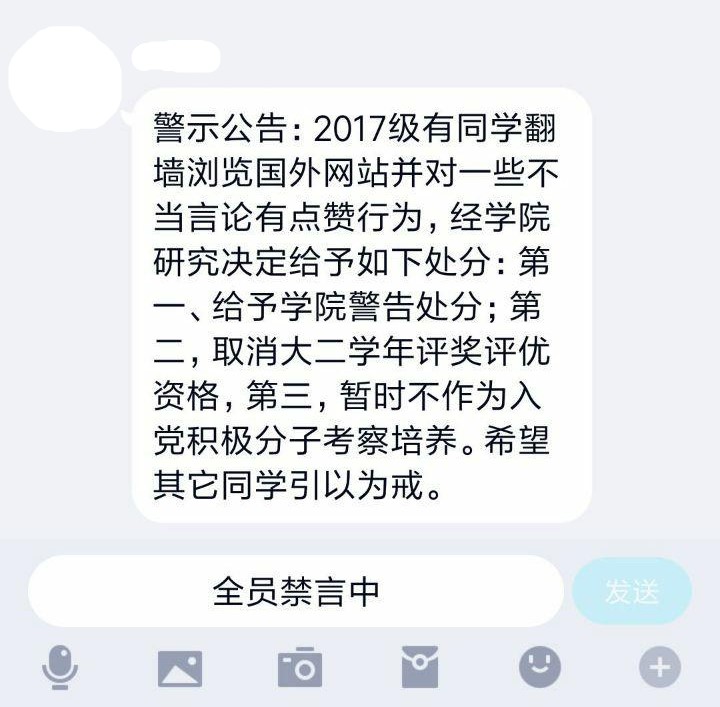 警示公告：2017级有同学翻
墙浏览国外网站并对一些不
当言论有点赞行为，经学院
研究决定给予如下处分：第
一、给予学院警告处分；第
二，取消大二学年评奖评优
资格，第三，暂时不作为入
党积极分子考察培养。希望
其它同学引以为戒。
全员禁言中
发送